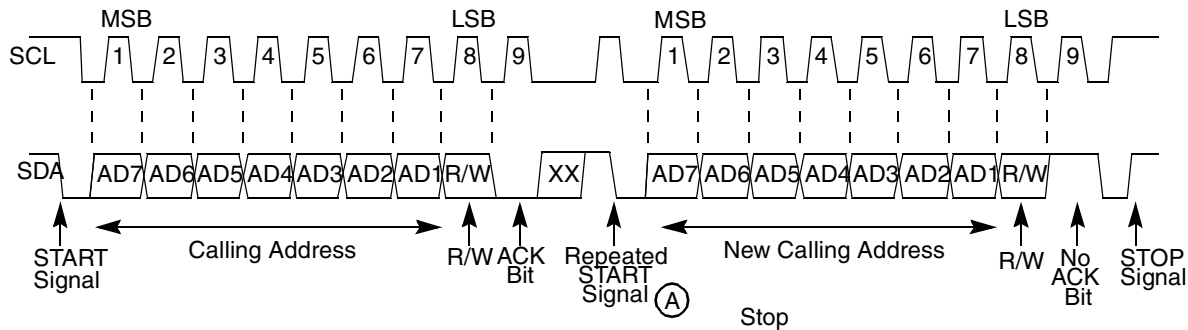 MSB LSB MSB LSB
SCL 1 2 3 4 5 6 7 8 9 1 2 3 4 5 6 7 8 9
SDA AD7 AD6 AD5 AD4 AD3 AD2 AD1 R/W XX AD7 AD6 AD5 AD4 AD3 AD2 AD1 R/W
START
Signal
Calling Address
R/W
ACK
Bit
Repeated
START
Signal
A
New Calling Address
R/W
No
ACK
Bit
STOP
Signal
Stop